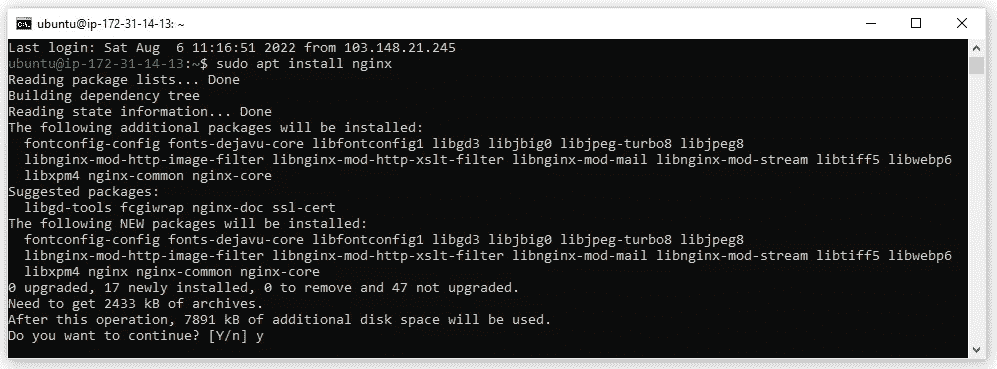 ubuntu@ip-172-31-14-13: ~
Last login: Sat Aug  6 11:16:51 2022 from 103.148.21.245
ubuntu@ip-172-31-14-13:~$ sudo apt install nginx
Reading package lists... Done
Building dependency tree
Reading state information... Done
The following additional packages will be installed:
  fontconfig-config fonts-dejavu-core libfontconfig1 libgd3 libjbig0 libjpeg-turbo8 libjpeg8
  libnginx-mod-http-image-filter libnginx-mod-http-xslt-filter libnginx-mod-mail libnginx-mod-stream libtiff5 libwebp6
  libxpm4 nginx-common nginx-core
Suggested packages:
  libgd-tools fcgiwrap nginx-doc ssl-cert
The following NEW packages will be installed:
  fontconfig-config fonts-dejavu-core libfontconfig1 libgd3 libjbig0 libjpeg-turbo8 libjpeg8
  libnginx-mod-http-image-filter libnginx-mod-http-xslt-filter libnginx-mod-mail libnginx-mod-stream libtiff5 libwebp6
  libxpm4 nginx nginx-common nginx-core
0 upgraded, 17 newly installed, 0 to remove and 47 not upgraded.
Need to get 2433 kB of archives.
After this operation, 7891 kB of additional disk space will be used.
Do you want to continue? [Y/n] y